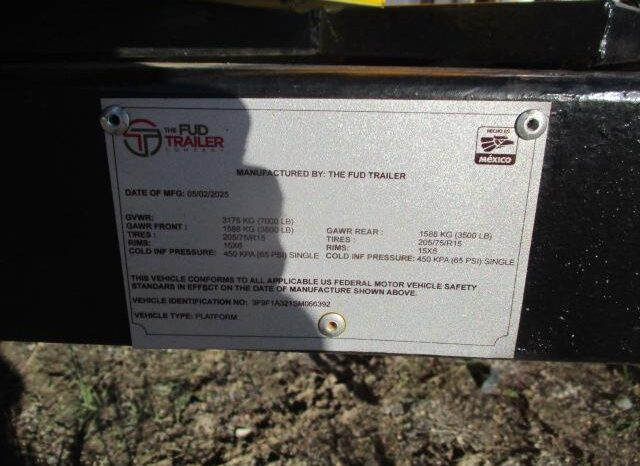 THE FUD
TRAILER
COMPANY
HECHO EN
MÉXICO
MANUFACTURED BY: THE FUD TRAILER
DATE OF MFG: 05/02/2025
GVWR: 3175 KG (7000 LB)
GAWR FRONT: 1588 KG (3500 LB) GAWR REAR: 1588 KG (3500 LB)
TIRES: 205/75/R15 TIRES: 205/75/R15
RIMS: 15X6 RIMS: 15X6
COLD INF PRESSURE: 450 KPA (65 PSI) SINGLE COLD INF PRESSURE: 450 KPA (65 PSI) SINGLE
THIS VEHICLE CONFORMS TO ALL APPLICABLE US FEDERAL MOTOR VEHICLE SAFETY
STANDARDS IN EFFECT ON THE DATE OF MANUFACTURE SHOWN ABOVE.
VEHICLE IDENTIFICATION NO: 3F9F1A321SM066392
VEHICLE TYPE: PLATFORM